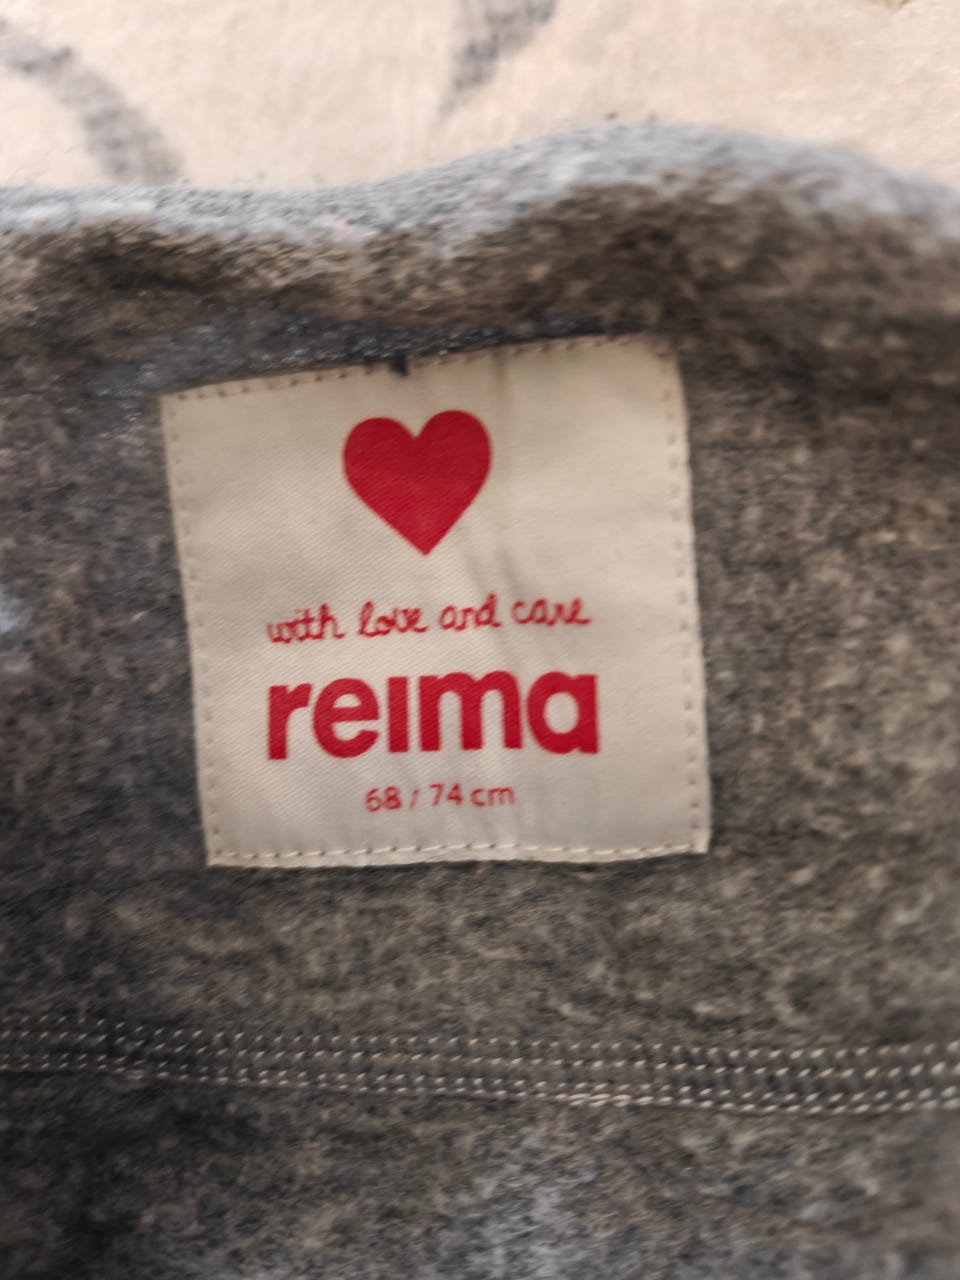 with love and care
reima
68 / 74 cm